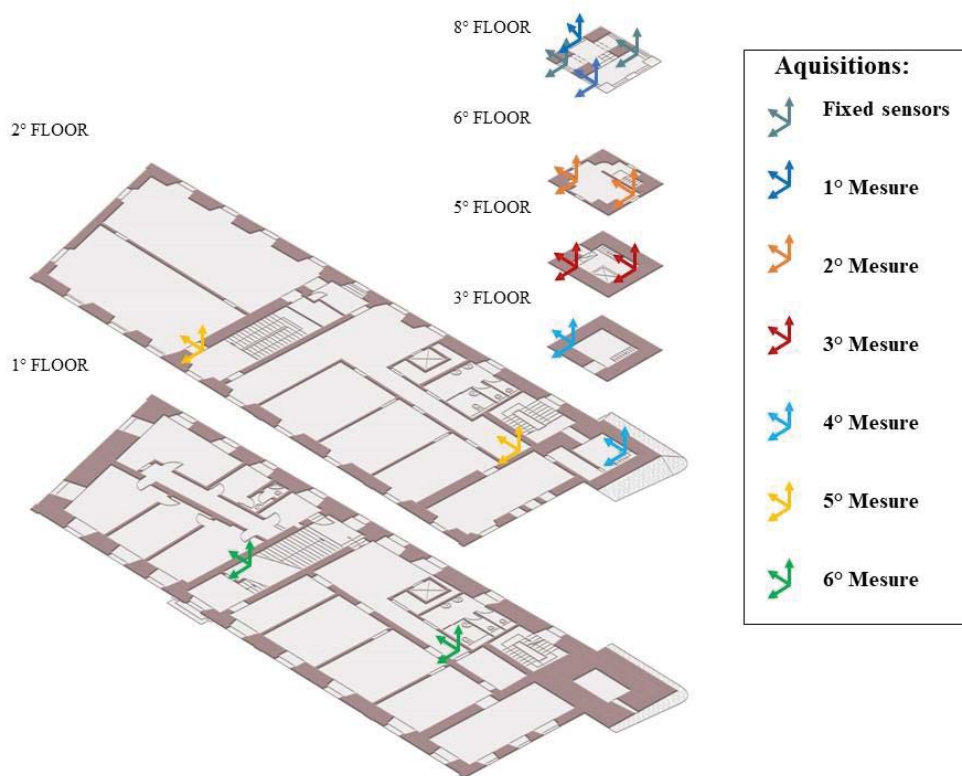 8° FLOOR
6° FLOOR
2° FLOOR
5° FLOOR
3° FLOOR
1° FLOOR
Aquisitions:
Fixed sensors
1° Mesure
2° Mesure
3° Mesure
4° Mesure
5° Mesure
6° Mesure